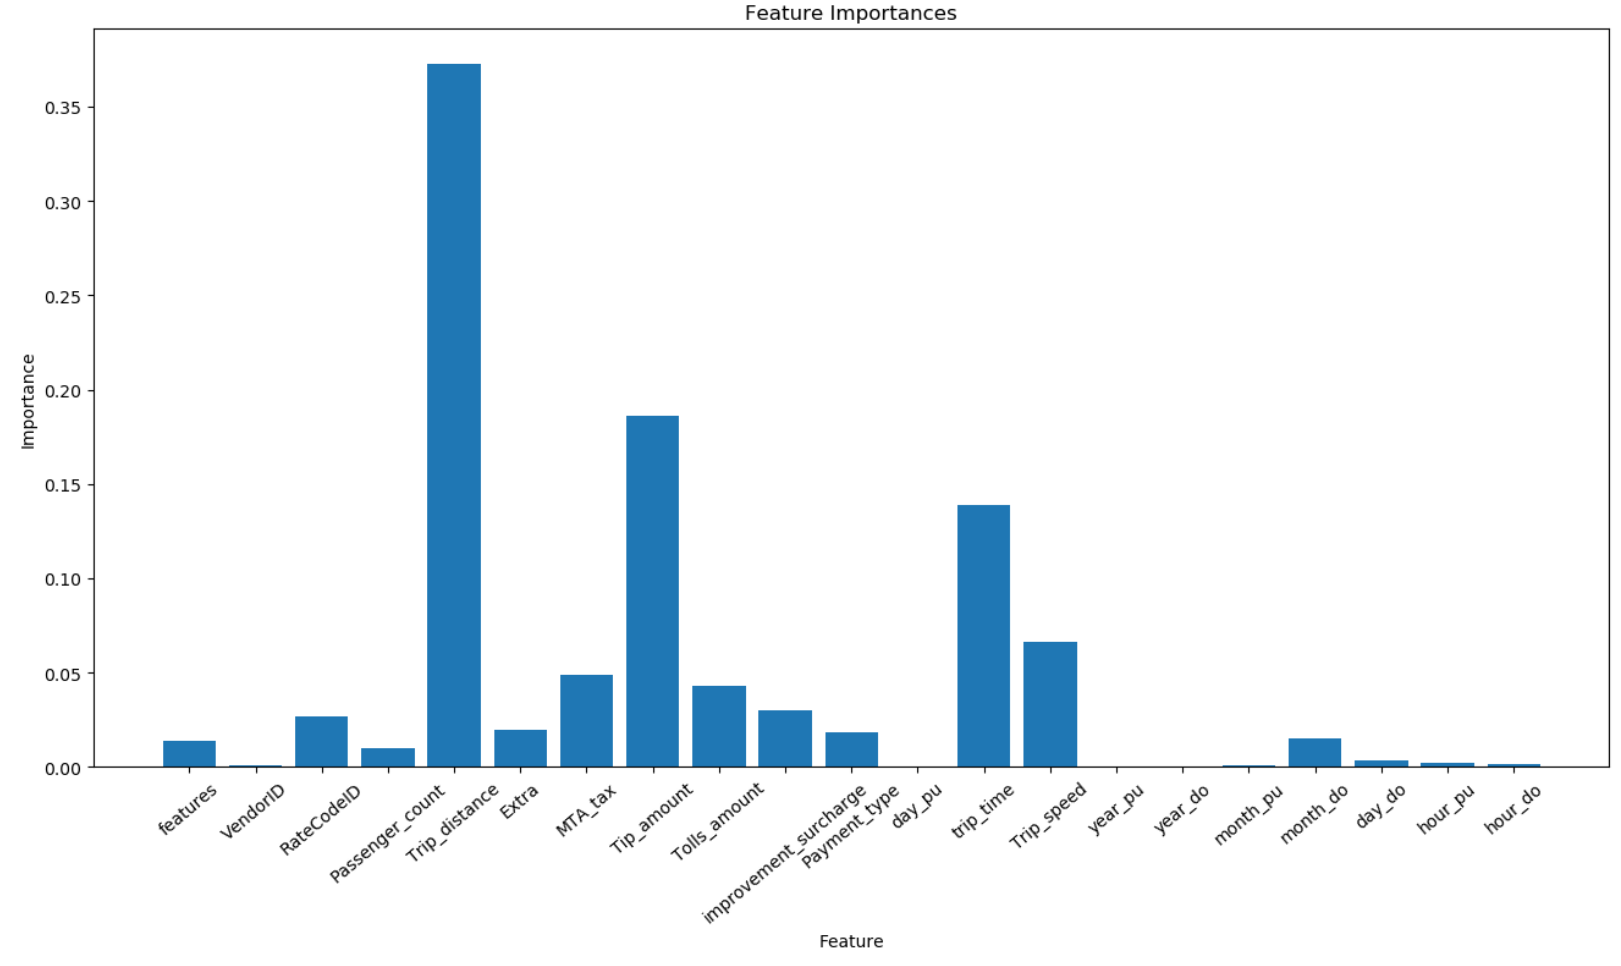 Feature Importances
Importance
0.35
0.30
0.25
0.20
0.15
0.10
0.05
0.00
features
VendorID
RateCodeID
Passenger_count
Trip_distance
Extra
MTA_tax
Tip_amount
Tolls_amount
improvement_surcharge
Payment_type
day_pu
trip_time
Trip_speed
year_pu
year_do
month_pu
month_do
day_do
hour_pu
hour_do
Feature